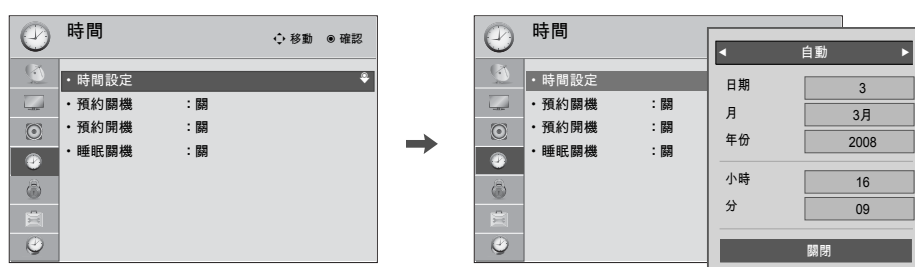 時間
移動 確認
・時間設定
・預約關機 : 關
・預約開機 : 關
・睡眠關機 : 關
時間
・時間設定
・預約關機 : 關
・預約開機 : 關
・睡眠關機 : 關
自動
日期 3
月 3月
年份 2008
小時 16
分 09
關閉